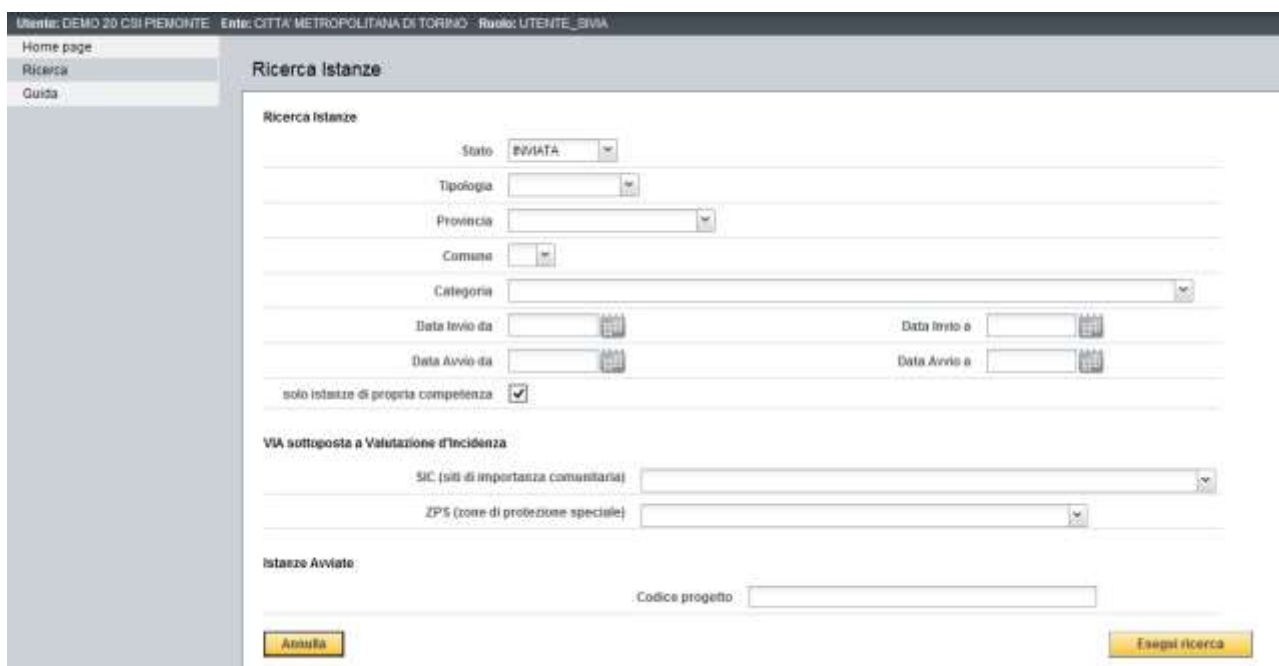 Utente: DEMO 20 CSI PIEMONTE Ente: CITTA' METROPOLITANA DI TORINO Ruolo: UTENTE_SIVIA
Home page
Ricerca
Guida
Ricerca Istanze
Ricerca Istanze
Stato INVIATA
Tipologia
Provincia
Comune
Categoria
Data Invio da Data Invio a
Data Avvio da Data Avvio a
solo istanze di propria competenza
VIA sottoposta a Valutazione d'Incidenza
SIC (siti di importanza comunitaria)
ZPS (zone di protezione speciale)
Istanze Avviate
Codice progetto
Annulla Esegui ricerca